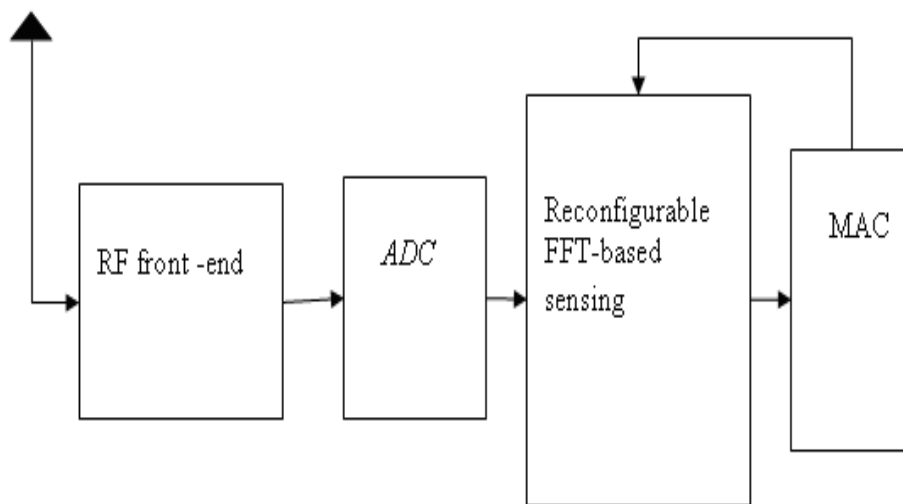 RF front -end
ADC
Reconfigurable
FFT-based
sensing
MAC